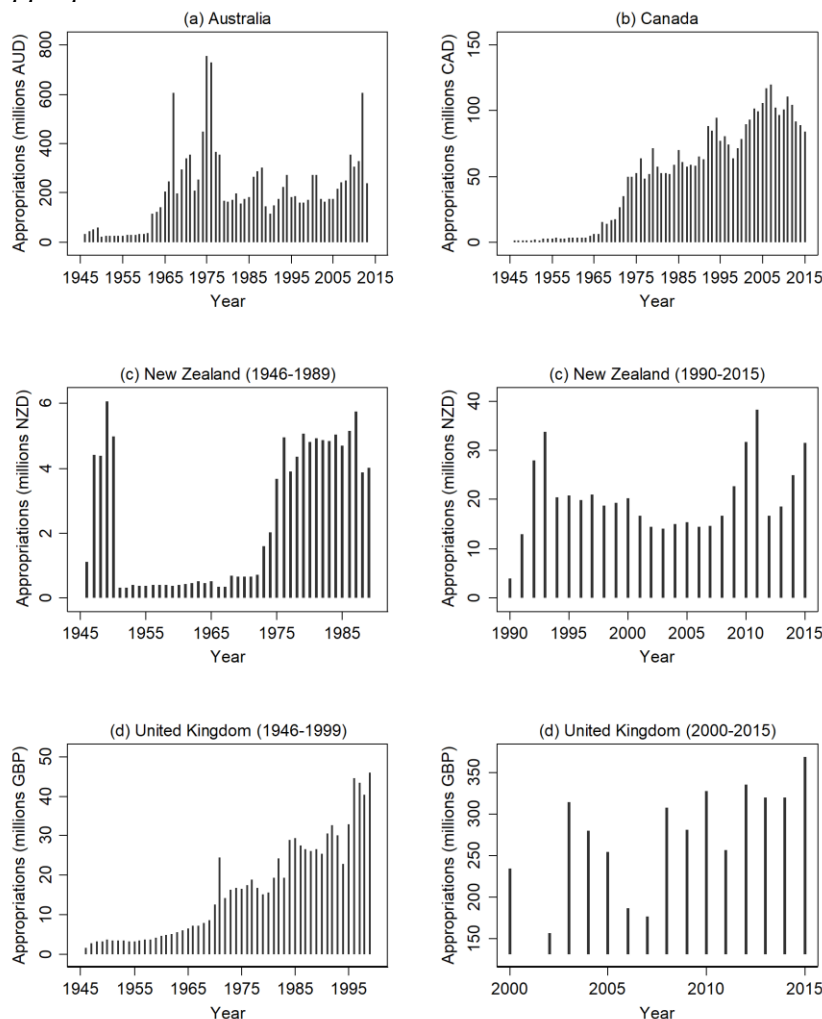 (a) Australia
Appropriations (millions AUD)
800
600
400
200
0
1945 1955 1965 1975 1985 1995 2005 2015
Year
(b) Canada
Appropriations (millions CAD)
150
100
50
0
1945 1955 1965 1975 1985 1995 2005 2015
Year
(c) New Zealand (1946-1989)
Appropriations (millions NZD)
6
4
2
0
1945 1955 1965 1975 1985
Year
(c) New Zealand (1990-2015)
Appropriations (millions NZD)
40
30
20
10
0
1990 1995 2000 2005 2010 2015
Year
(d) United Kingdom (1946-1999)
Appropriations (millions GBP)
50
40
30
20
10
0
1945 1955 1965 1975 1985 1995
Year
(d) United Kingdom (2000-2015)
Appropriations (millions GBP)
350
300
250
200
150
2000 2005 2010 2015
Year